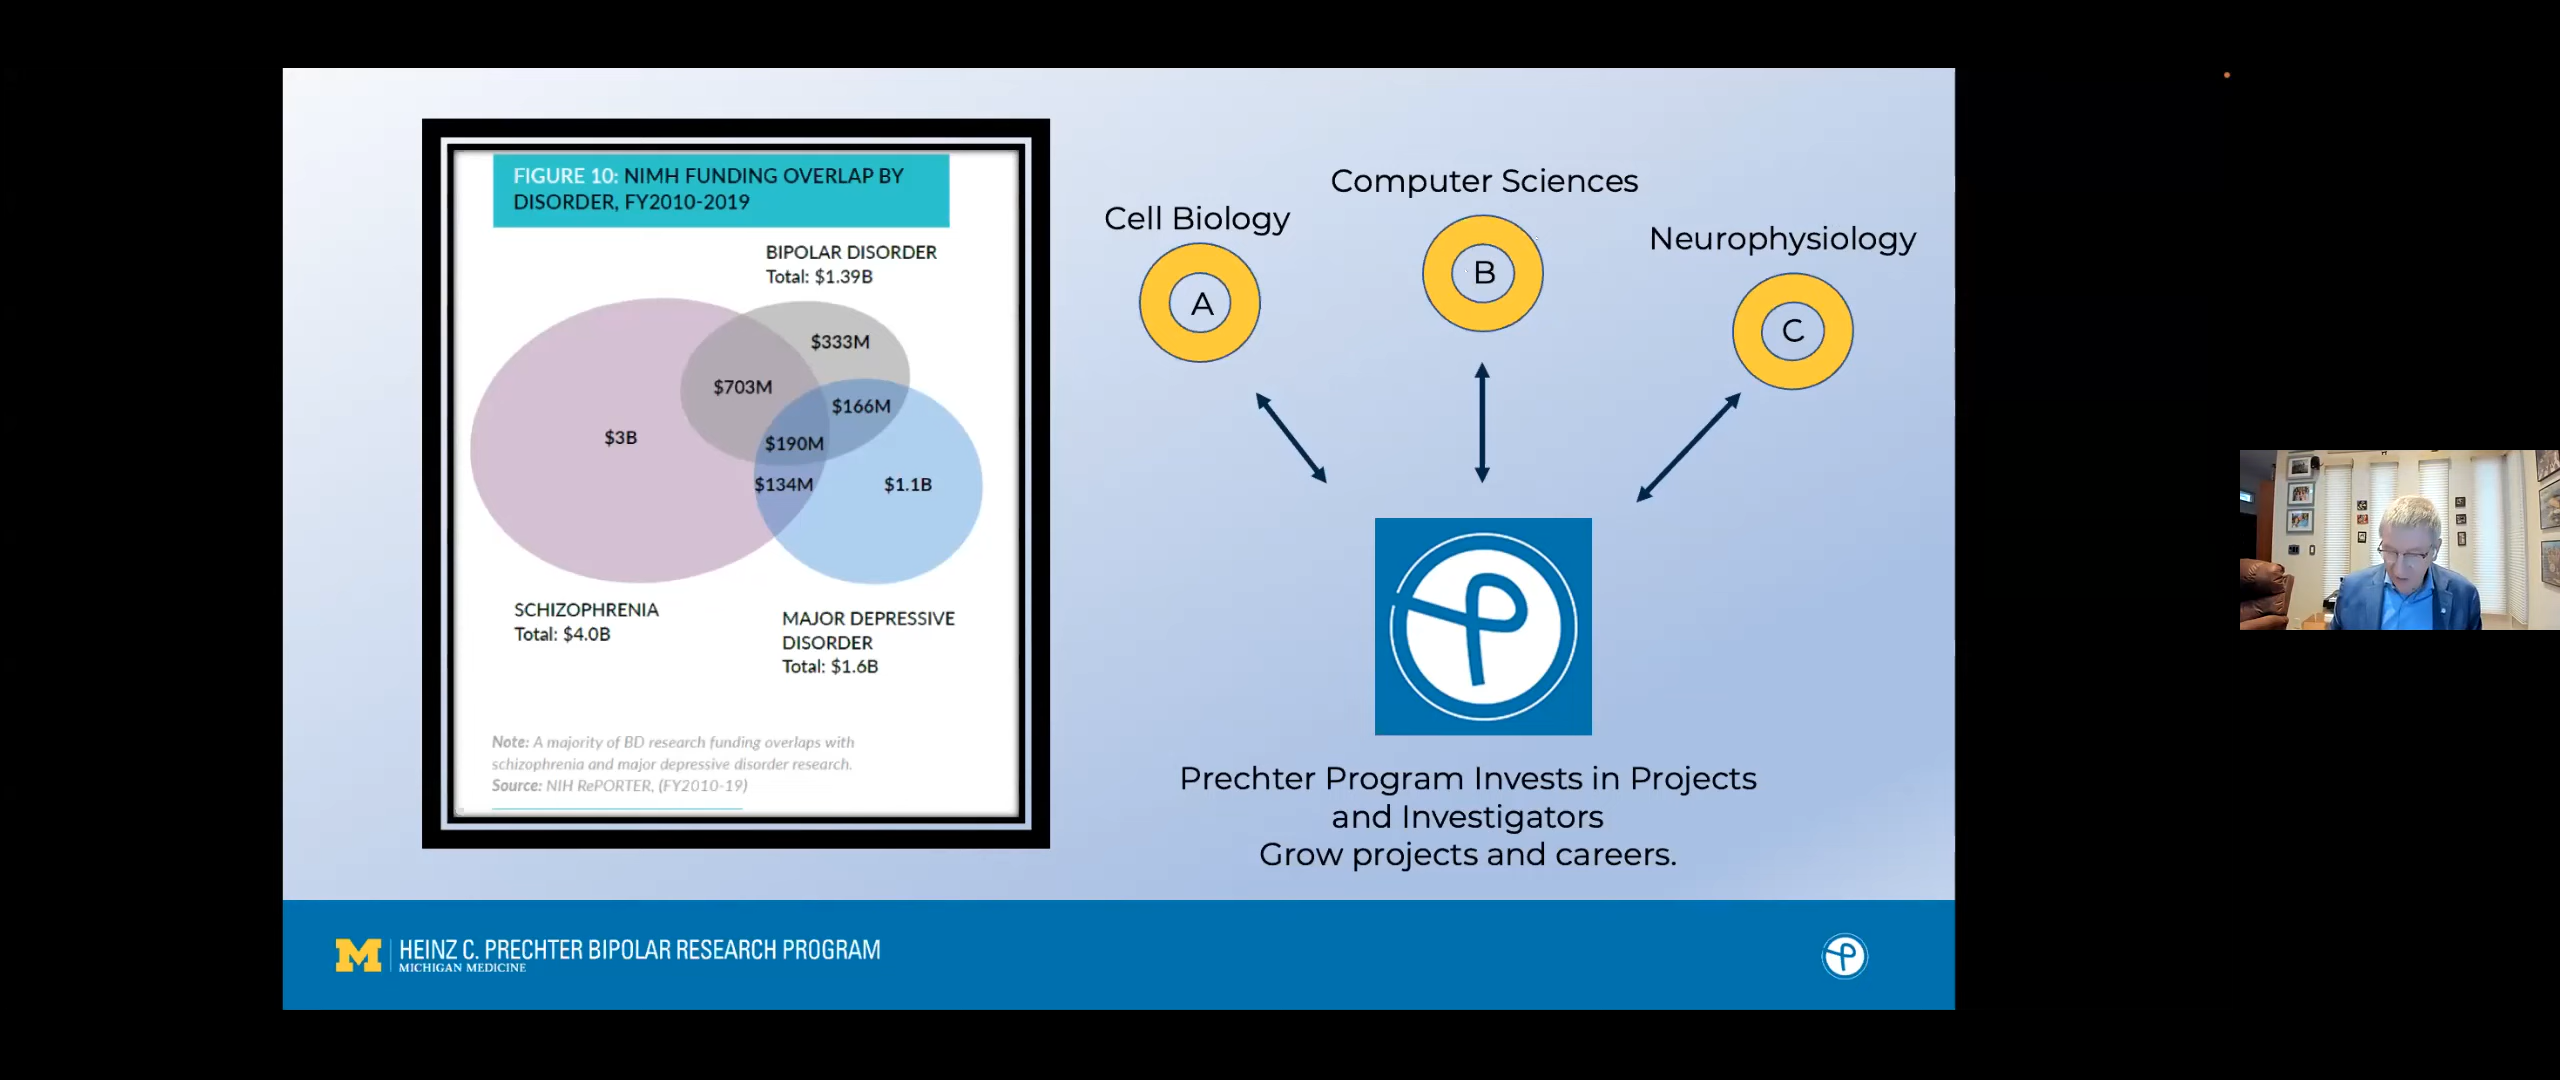 FIGURE 10: NIMH FUNDING OVERLAP BY
DISORDER, FY2010-2019
BIPOLAR DISORDER
Total: $1.39B
$333M
$703M
$166M
$3B
$190M
$134M
$1.1B
SCHIZOPHRENIA
Total: $4.0B
MAJOR DEPRESSIVE
DISORDER
Total: $1.6B
Note: A majority of BD research funding overlaps with
schizophrenia and major depressive disorder research.
Source: NIH RePORTER, (FY2010-19)
Computer Sciences
Cell Biology
Neurophysiology
A
B
C
Prechter Program Invests in Projects
and Investigators
Grow projects and careers.
M
HEINZ C. PRECHTER BIPOLAR RESEARCH PROGRAM
MICHIGAN MEDICINE